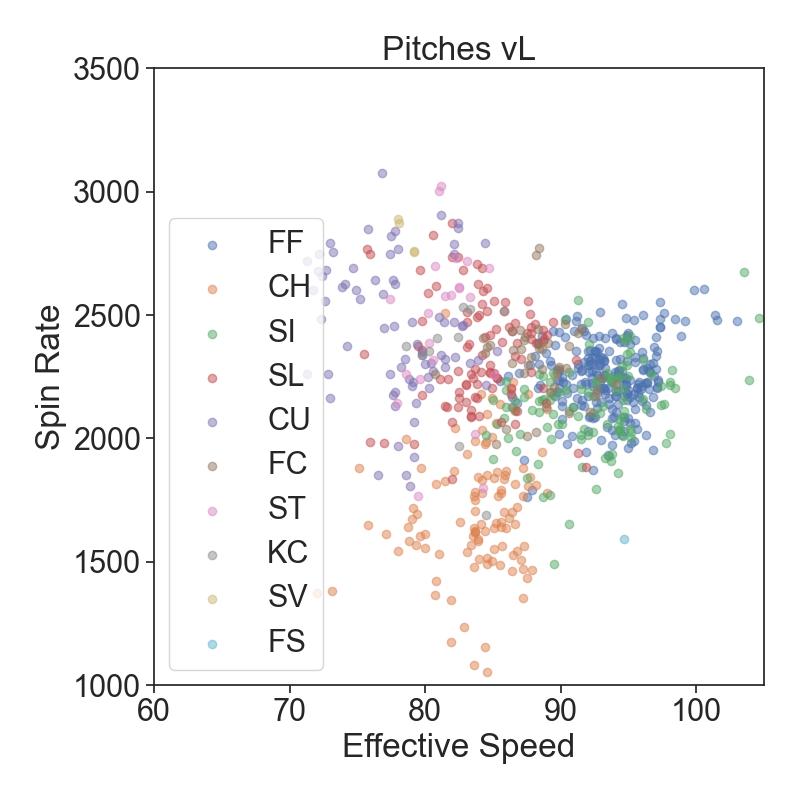 Pitches vL
3500
3000
2500
2000
1500
1000
Spin Rate
FF
CH
SI
SL
CU
FC
ST
KC
SV
FS
60 70 80 90 100
Effective Speed